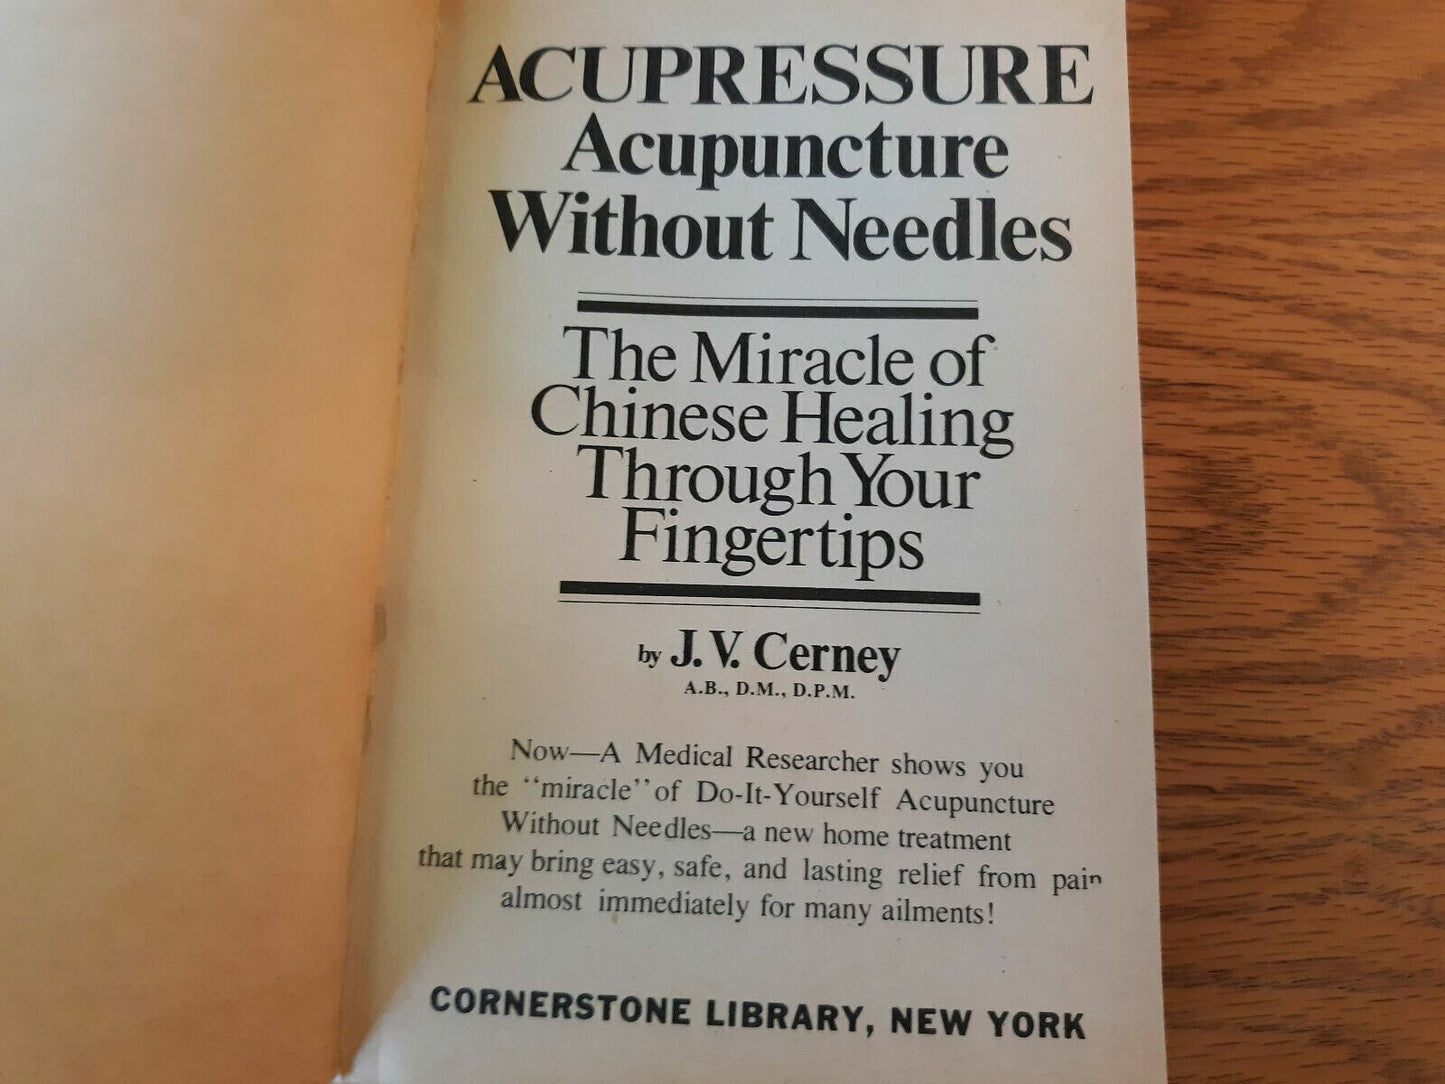 ACUPRESSURE
Acupuncture
Without Needles
The Miracle of
Chinese Healing
Through Your
Fingertips
by J. V. Cerney
A.B., D.M., D.P.M.
Now—A Medical Researcher shows you
the "miracle" of Do-It-Yourself Acupuncture
Without Needles—a new home treatment
that may bring easy, safe, and lasting relief from pain
almost immediately for many ailments!
CORNERSTONE LIBRARY, NEW YORK